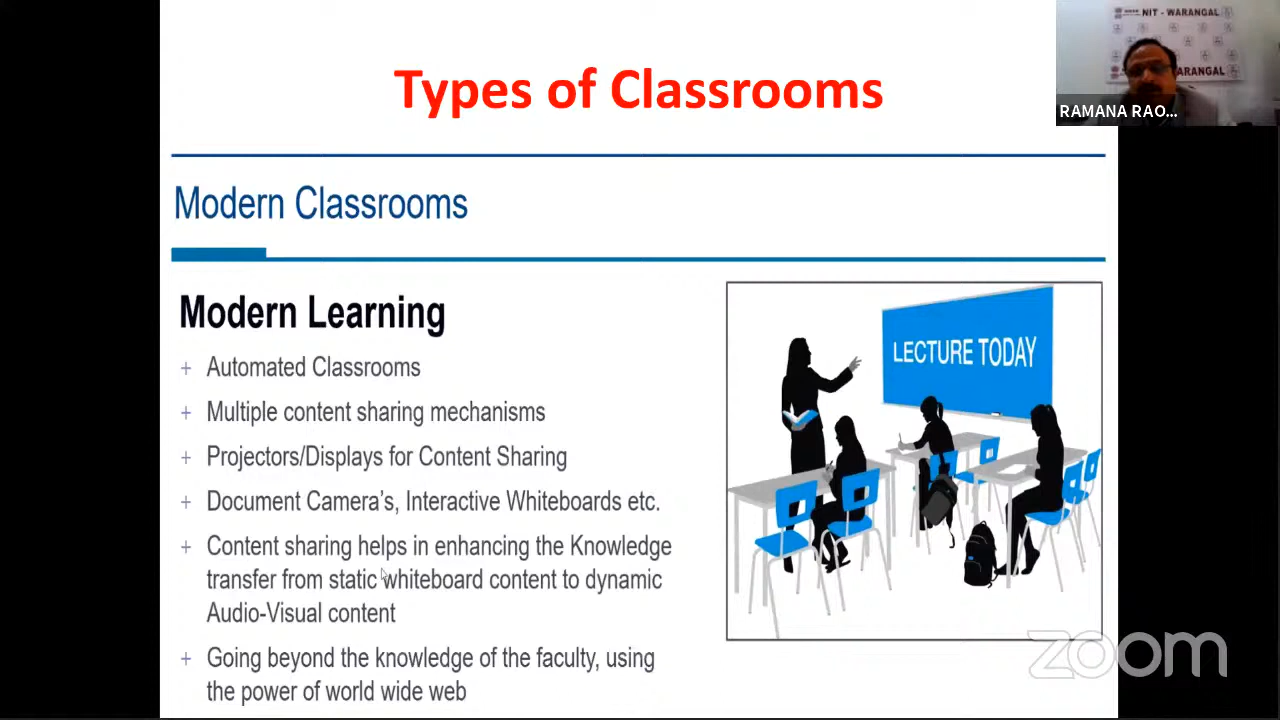 Types of Classrooms
NIT - WARANGAL
WARANGAL
RAMANA RAO...
Modern Classrooms
Modern Learning
+ Automated Classrooms
+ Multiple content sharing mechanisms
+ Projectors/Displays for Content Sharing
+ Document Camera's, Interactive Whiteboards etc.
+ Content sharing helps in enhancing the Knowledge
transfer from static whiteboard content to dynamic
Audio-Visual content
+ Going beyond the knowledge of the faculty, using
the power of world wide web
LECTURE TODAY
zoom